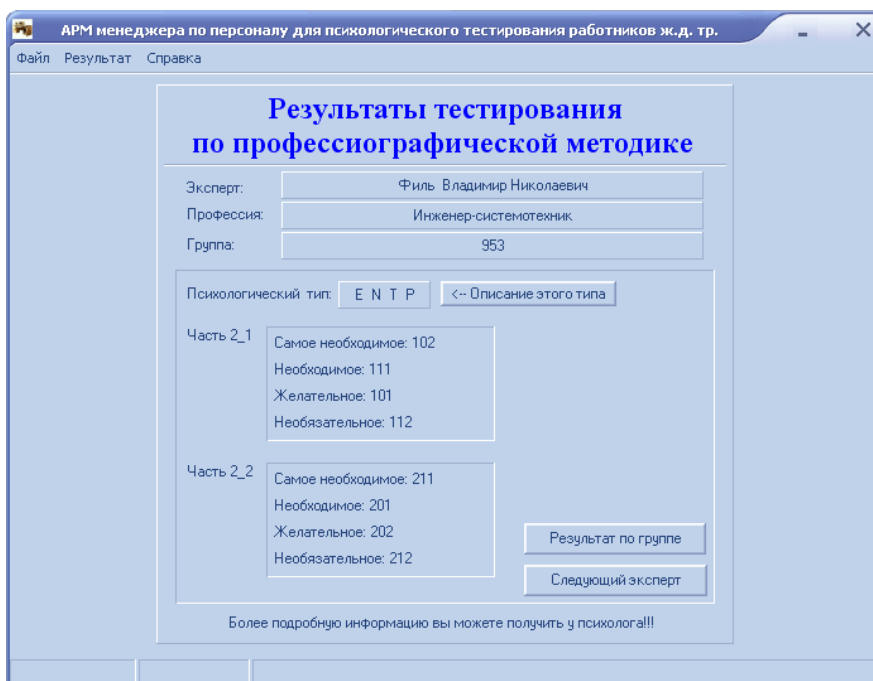 АРМ менеджера по персоналу для психологического тестирования работников ж.д. тр.
Файл Результат Справка
Результаты тестирования
по профессиографической методике
Эксперт: Филь Владимир Николаевич
Профессия: Инженер-системотехник
Группа: 953
Психологический тип: E N T P <-- Описание этого типа
Часть 2_1
Самое необходимое: 102
Необходимое: 111
Желательное: 101
Необязательное: 112
Часть 2_2
Самое необходимое: 211
Необходимое: 201
Желательное: 202
Необязательное: 212
Результат по группе
Следующий эксперт
Более подробную информацию вы можете получить у психолога!!!